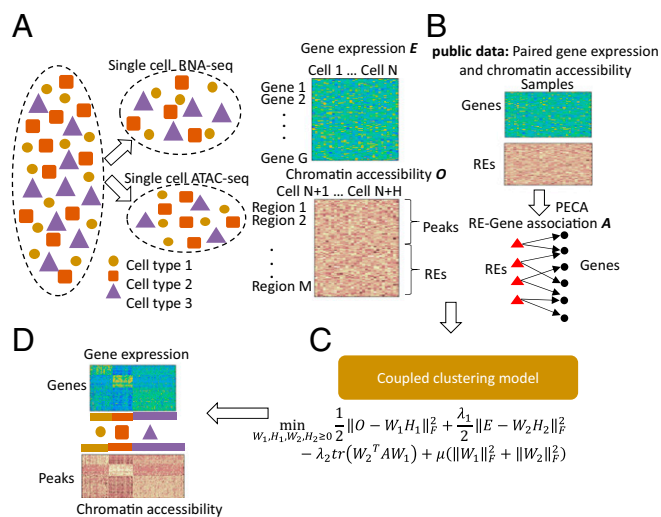 A
Single cell RNA-seq
Single cell ATAC-seq
Cell type 1
Cell type 2
Cell type 3
Gene expression E
Cell 1 ... Cell N
Gene 1
Gene 2
Gene G
Chromatin accessibility O
Cell N+1 ... Cell N+H
Region 1
Region 2
Region M
Peaks
REs
B
public data: Paired gene expression
and chromatin accessibility
Samples
Genes
REs
PECA
RE-Gene association A
REs
Genes
C
Coupled clustering model
min W₁,H₁,W₂,H₂≥0 1/2 ‖O − W₁H₁‖²_F + λ₁/2 ‖E − W₂H₂‖²_F
− λ₂tr(W₂ᵀAW₁) + μ(‖W₁‖²_F + ‖W₂‖²_F)
D
Gene expression
Genes
Peaks
Chromatin accessibility